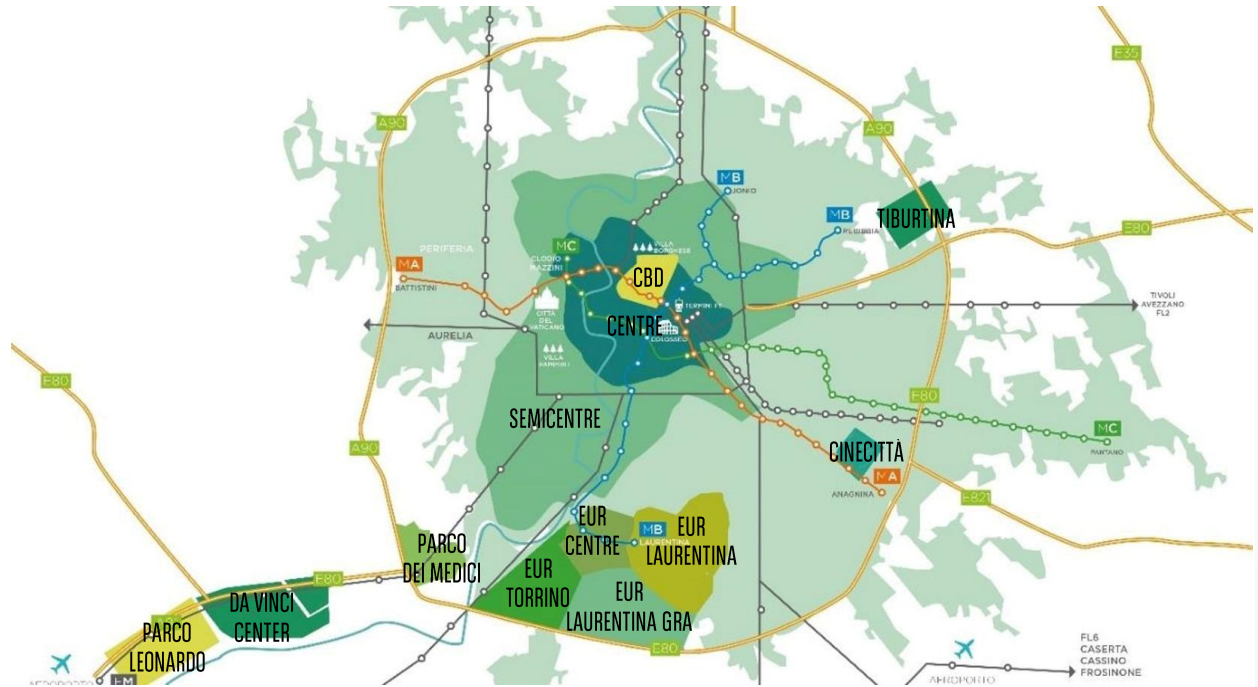 E35
A90
A90
MB
JONIO
MB
REBIBBIA
TIBURTINA
E80
PERIFERIA
MC
CLODIO
MAZZINI
VILLA
BORGHESE
MA
BATTISTINI
CBD
CITTÀ
DEL
VATICANO
TERMINI FS
TIVOLI
AVEZZANO
FL2
CENTRE
COLOSSEO
AURELIA
VILLA
E80
E80
SEMICENTRE
MC
PANTANO
A90
CINECITTÀ
MA
ANAGNINA
E821
EUR
CENTRE
MB
LAURENTINA
EUR
LAURENTINA
PARCO
DEI MEDICI
E80
EUR
TORRINO
EUR
LAURENTINA GRA
DA VINCI
CENTER
PARCO
LEONARDO
E80
FL6
CASERTA
CASSINO
FROSINONE
AEROPORTO
AEROPORTO
FM